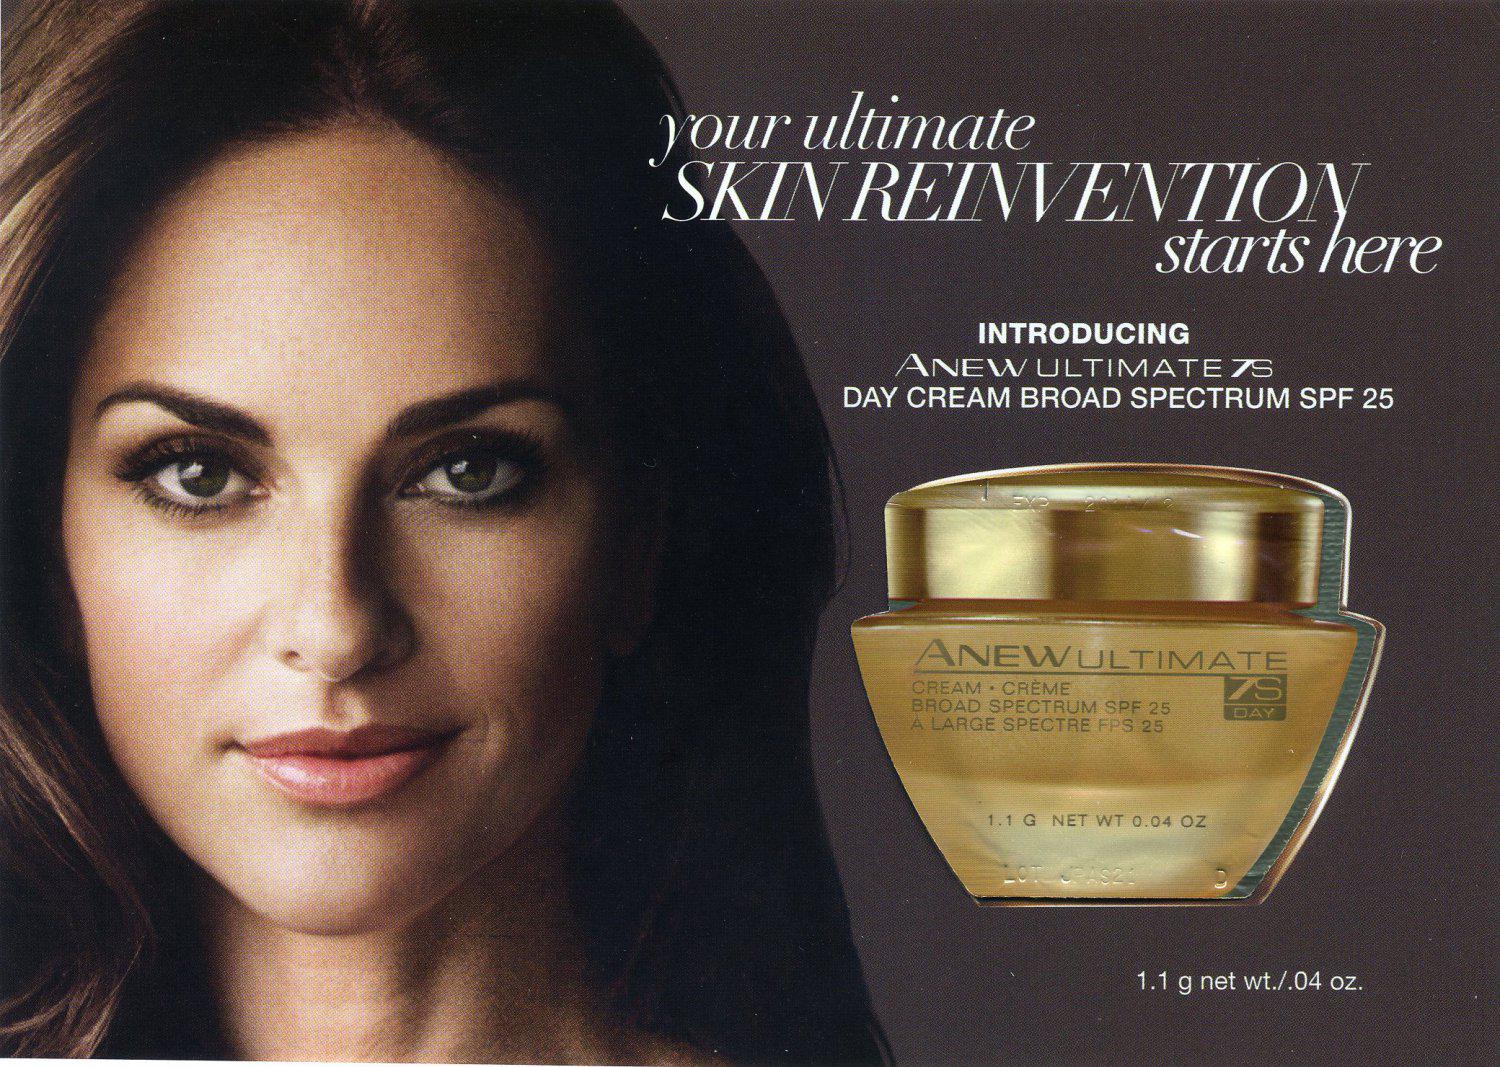 your ultimate
SKIN REINVENTION
starts here
INTRODUCING
ANEW ULTIMATE 7S
DAY CREAM BROAD SPECTRUM SPF 25
EXP
ANEW ULTIMATE
7S
DAY
CREAM • CRÈME
BROAD SPECTRUM SPF 25
À LARGE SPECTRE FPS 25
1.1 G NET WT 0.04 OZ
LOT
1.1 g net wt./.04 oz.